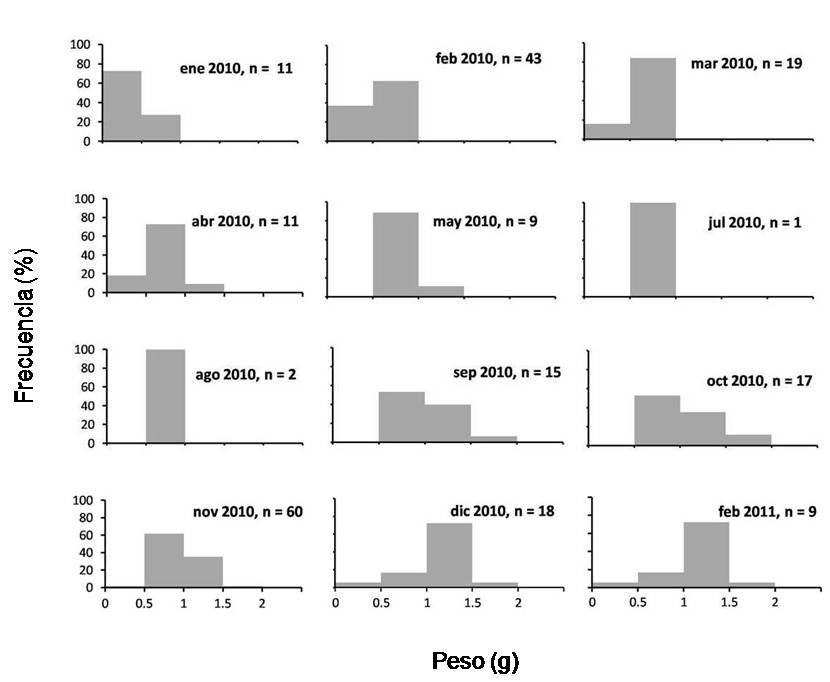 ene 2010, n = 11
feb 2010, n = 43
mar 2010, n = 19
100
80
60
40
20
0
abr 2010, n = 11
may 2010, n = 9
jul 2010, n = 1
100
80
60
40
20
0
ago 2010, n = 2
sep 2010, n = 15
oct 2010, n = 17
100
80
60
40
20
0
nov 2010, n = 60
dic 2010, n = 18
feb 2011, n = 9
100
80
60
40
20
0
0 0.5 1 1.5 2
0 0.5 1 1.5 2
0 0.5 1 1.5 2
Frecuencia (%)
Peso (g)